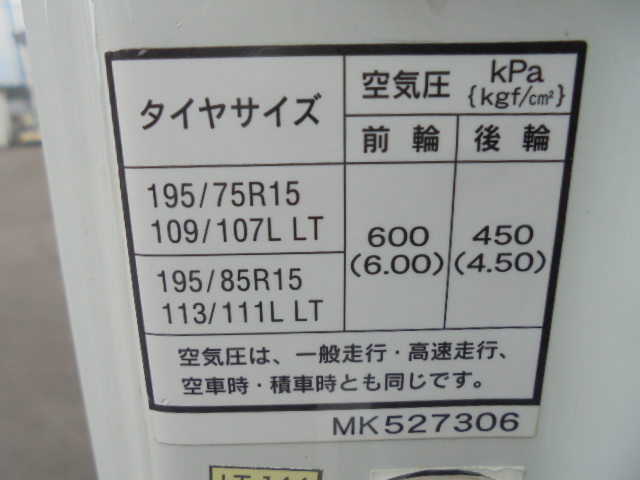 タイヤサイズ
空気圧 kPa
{kgf/cm²}
前輪 後輪
195/75R15
109/107L LT
600 450
(6.00) (4.50)
195/85R15
113/111L LT
空気圧は、一般走行・高速走行、
空車時・積車時とも同じです。
MK527306